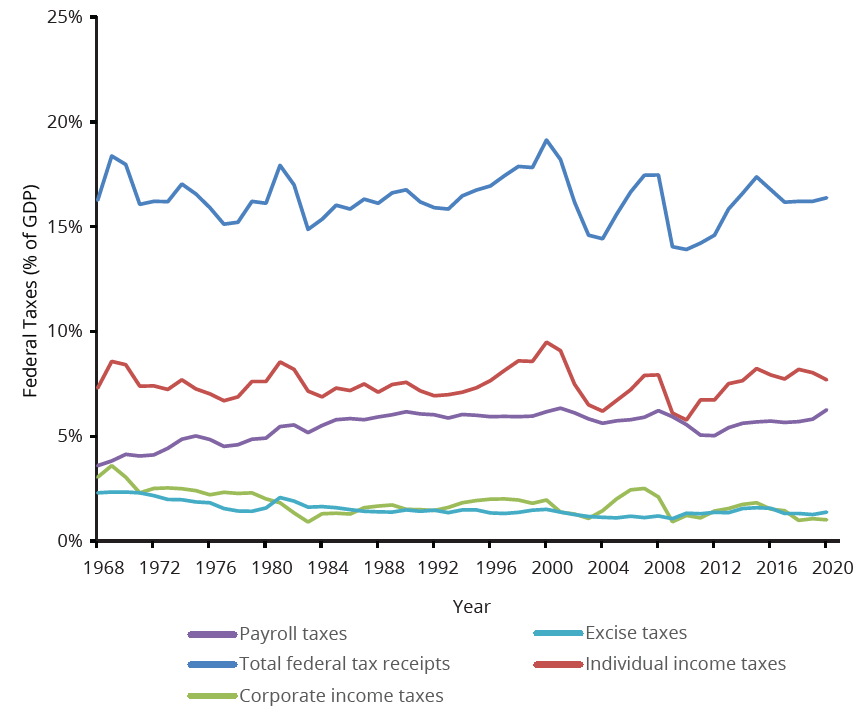 25%
20%
15%
10%
5%
0%
Federal Taxes (% of GDP)
1968 1972 1976 1980 1984 1988 1992 1996 2000 2004 2008 2012 2016 2020
Year
Payroll taxes Excise taxes
Total federal tax receipts Individual income taxes
Corporate income taxes